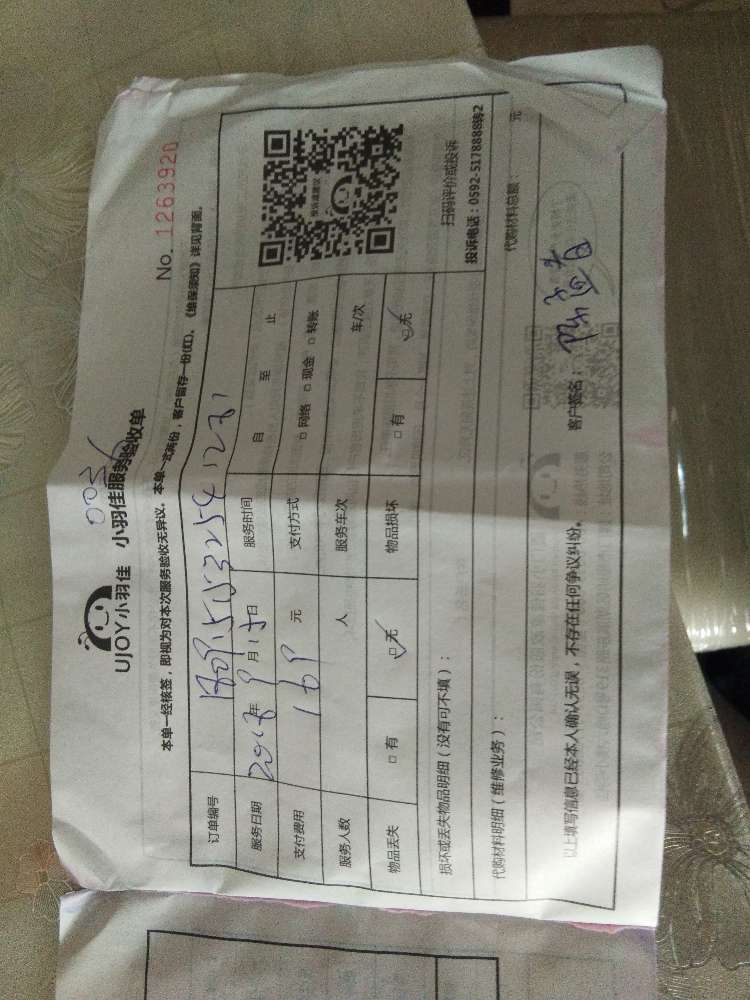 0036
UJOY小羽佳 小羽佳服务验收单
No. 1263920
本单一经核签，即视为对本次服务验收无异议。本单一式两份，客户留存一份(红)。《维保须知》详见背面。
订单编号
服务日期 年9月15日 服务时间 自 至 止
支付费用 169 元 支付方式 □网络 □现金 □转账
服务人数 人 服务车次 车/次
物品丢失 □有 □无 物品损坏 □有 □无
扫码评价或投诉
投诉电话：0592-5178888转2
损坏或丢失物品明细（没有可不填）：
代购材料明细（维修业务）： 代购材料总额： 元
以上填写信息已经本人确认无误，不存在任何争议纠纷。 客户签名：